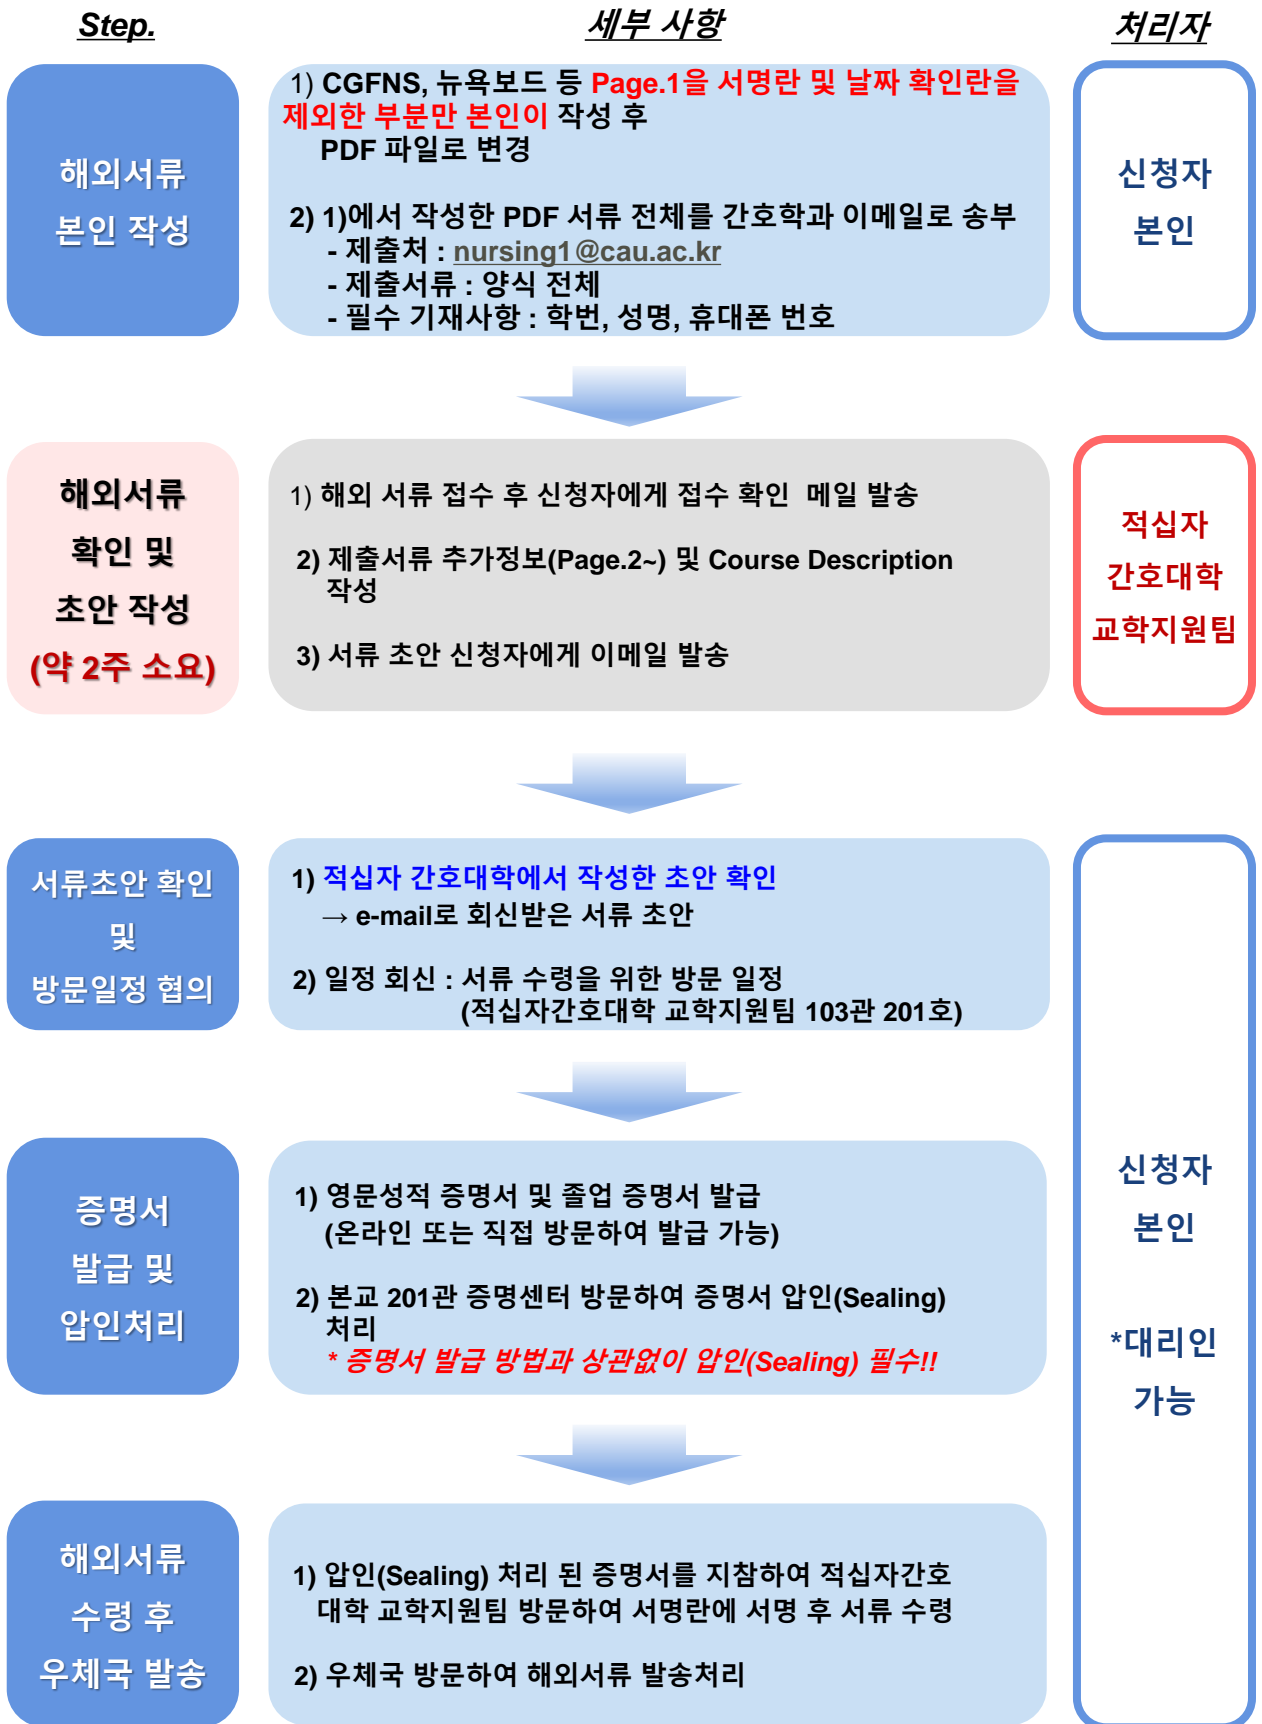 Step.
세부 사항
처리자
해외서류
본인 작성
1) CGFNS, 뉴욕보드 등 Page.1을 서명란 및 날짜 확인란을
제외한 부분만 본인이 작성 후
PDF 파일로 변경
2) 1)에서 작성한 PDF 서류 전체를 간호학과 이메일로 송부
- 제출처 : nursing1@cau.ac.kr
- 제출서류 : 양식 전체
- 필수 기재사항 : 학번, 성명, 휴대폰 번호
신청자
본인
해외서류
확인 및
초안 작성
(약 2주 소요)
1) 해외 서류 접수 후 신청자에게 접수 확인 메일 발송
2) 제출서류 추가정보(Page.2~) 및 Course Description
작성
3) 서류 초안 신청자에게 이메일 발송
적십자
간호대학
교학지원팀
서류초안 확인
및
방문일정 협의
1) 적십자 간호대학에서 작성한 초안 확인
→ e-mail로 회신받은 서류 초안
2) 일정 회신 : 서류 수령을 위한 방문 일정
(적십자간호대학 교학지원팀 103관 201호)
증명서
발급 및
압인처리
1) 영문성적 증명서 및 졸업 증명서 발급
(온라인 또는 직접 방문하여 발급 가능)
2) 본교 201관 증명센터 방문하여 증명서 압인(Sealing)
처리
* 증명서 발급 방법과 상관없이 압인(Sealing) 필수!!
신청자
본인
*대리인
가능
해외서류
수령 후
우체국 발송
1) 압인(Sealing) 처리 된 증명서를 지참하여 적십자간호
대학 교학지원팀 방문하여 서명란에 서명 후 서류 수령
2) 우체국 방문하여 해외서류 발송처리